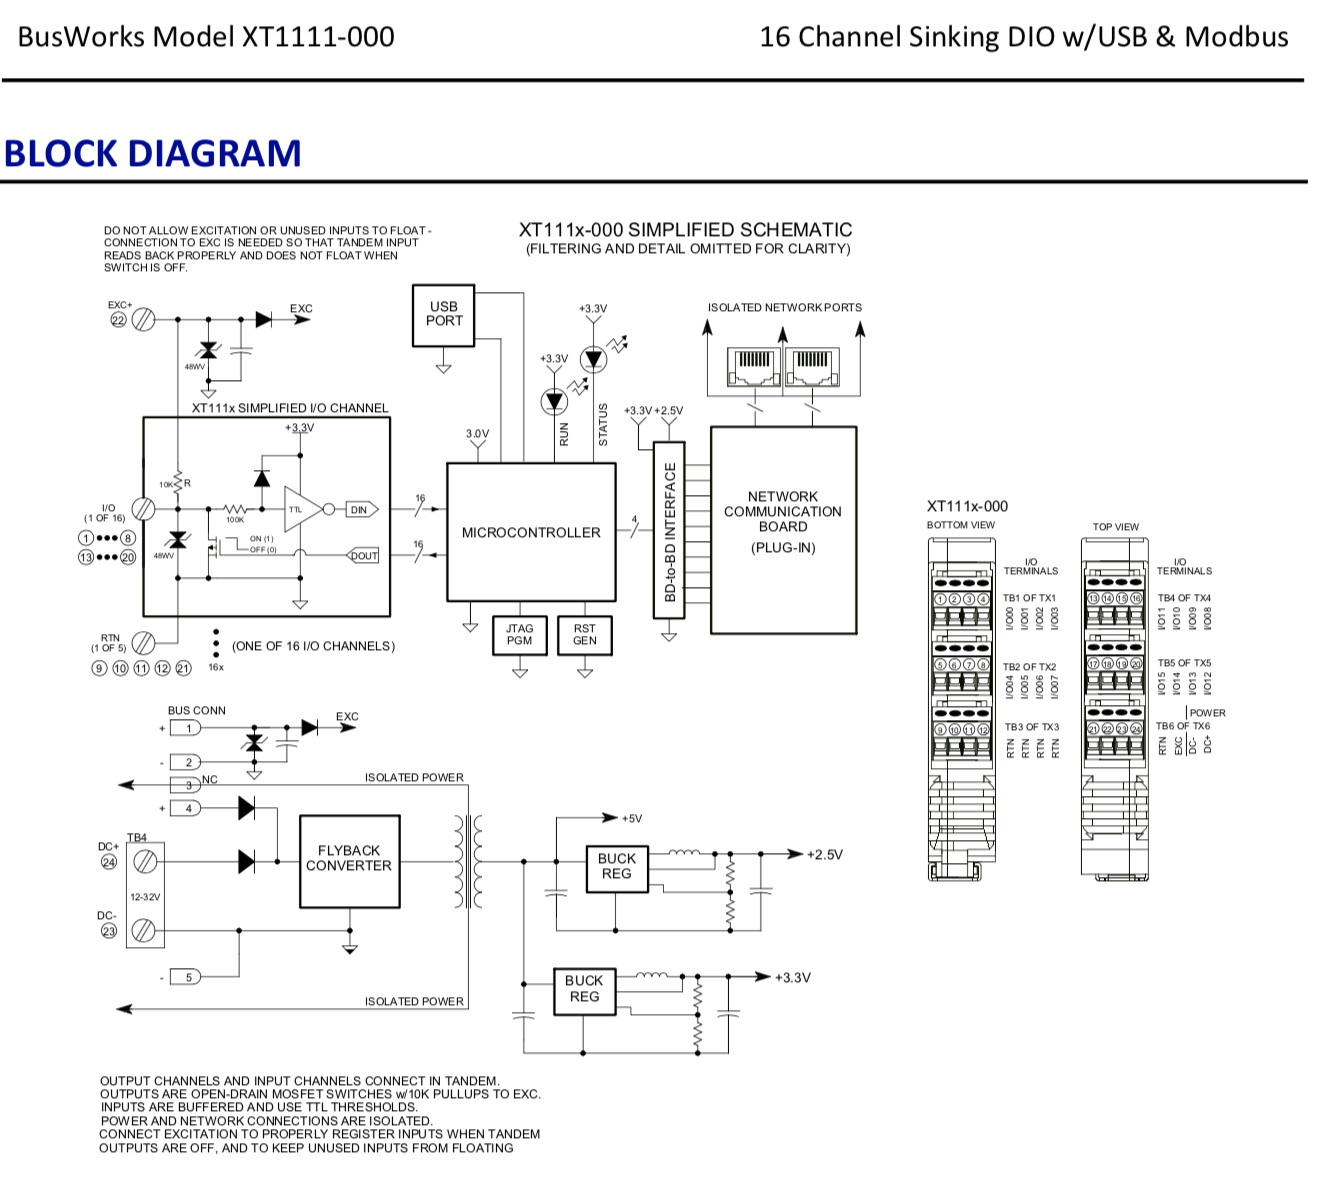 BusWorks Model XT1111-000
16 Channel Sinking DIO w/USB & Modbus
BLOCK DIAGRAM
DO NOT ALLOW EXCITATION OR UNUSED INPUTS TO FLOAT -
CONNECTION TO EXC IS NEEDED SO THAT TANDEM INPUT
READS BACK PROPERLY AND DOES NOT FLOAT WHEN
SWITCH IS OFF.
XT111x-000 SIMPLIFIED SCHEMATIC
(FILTERING AND DETAIL OMITTED FOR CLARITY)
EXC+
22
EXC
48WV
USB
PORT
+3.3V
+3.3V
RUN
STATUS
ISOLATED NETWORK PORTS
XT111x SIMPLIFIED I/O CHANNEL
+3.3V
10K
R
100K
TTL
DIN
ON (1)
OFF (0)
DOUT
48WV
I/O
(1 OF 16)
1
8
13
20
RTN
(1 OF 5)
9 10 11 12 21
16x
(ONE OF 16 I/O CHANNELS)
16
16
3.0V
MICROCONTROLLER
JTAG
PGM
RST
GEN
4
+3.3V +2.5V
BD-to-BD INTERFACE
NETWORK
COMMUNICATION
BOARD
(PLUG-IN)
XT111x-000
BOTTOM VIEW
TOP VIEW
I/O
TERMINALS
1 2 3 4
TB1 OF TX1
I/O00
I/O01
I/O02
I/O03
5 6 7 8
TB2 OF TX2
I/O04
I/O05
I/O06
I/O07
9 10 11 12
TB3 OF TX3
RTN
RTN
RTN
RTN
I/O
TERMINALS
13 14 15 16
TB4 OF TX4
I/O11
I/O10
I/O09
I/O08
17 18 19 20
TB5 OF TX5
I/O15
I/O14
I/O13
I/O12
POWER
21 22 23 24
TB6 OF TX6
RTN
EXC
DC-
DC+
BUS CONN
+ 1
EXC
- 2
3 NC
ISOLATED POWER
+ 4
DC+
24
TB4
12-32V
DC-
23
- 5
FLYBACK
CONVERTER
ISOLATED POWER
+5V
BUCK
REG
+2.5V
BUCK
REG
+3.3V
OUTPUT CHANNELS AND INPUT CHANNELS CONNECT IN TANDEM.
OUTPUTS ARE OPEN-DRAIN MOSFET SWITCHES w/10K PULLUPS TO EXC.
INPUTS ARE BUFFERED AND USE TTL THRESHOLDS.
POWER AND NETWORK CONNECTIONS ARE ISOLATED.
CONNECT EXCITATION TO PROPERLY REGISTER INPUTS WHEN TANDEM
OUTPUTS ARE OFF, AND TO KEEP UNUSED INPUTS FROM FLOATING